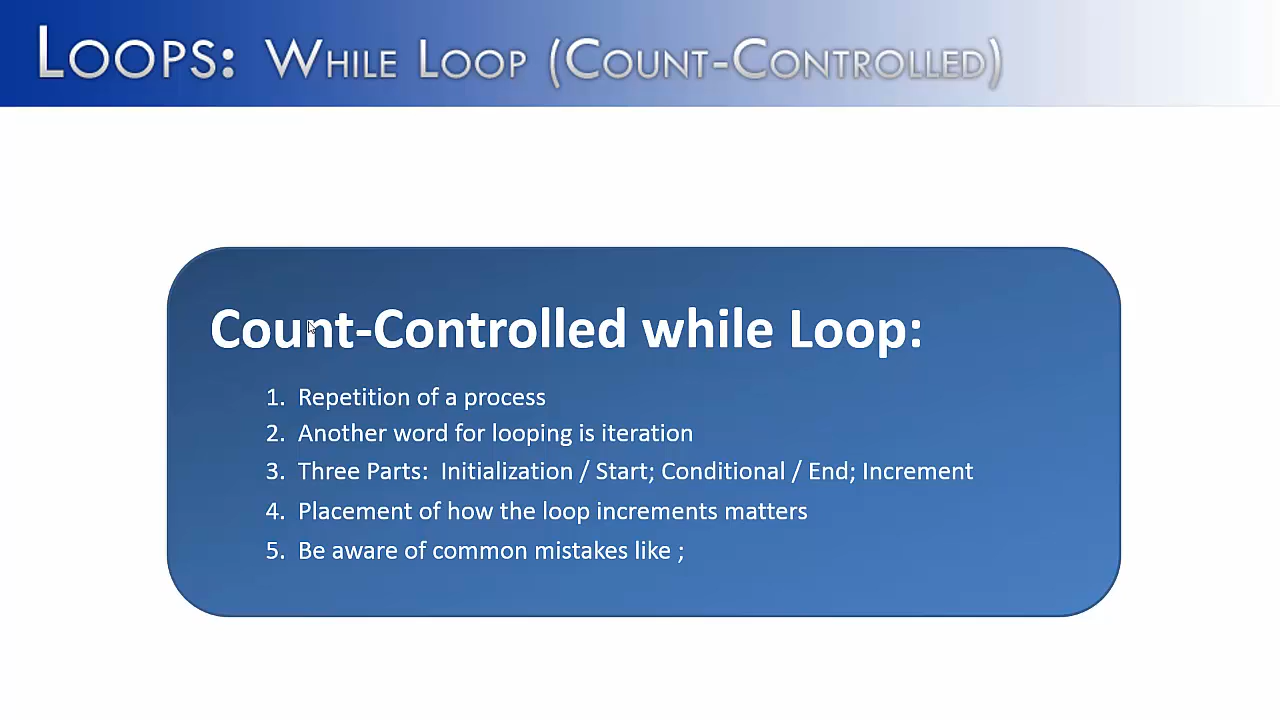 Loops: While Loop (Count-Controlled)
Count-Controlled while Loop:
1. Repetition of a process
2. Another word for looping is iteration
3. Three Parts: Initialization / Start; Conditional / End; Increment
4. Placement of how the loop increments matters
5. Be aware of common mistakes like ;